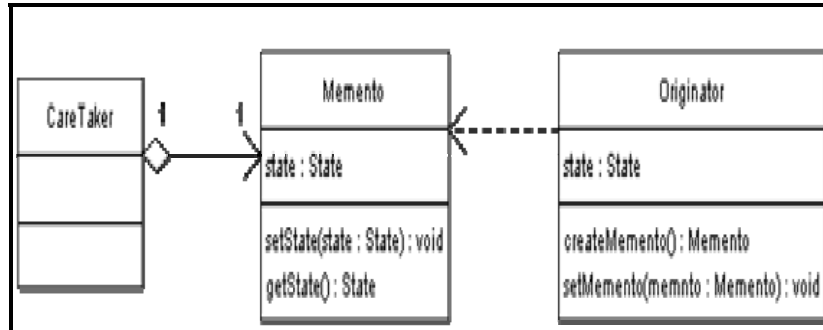 CareTaker
1
1
Memento
state : State
setState(state : State) : void
getState() : State
Originator
state : State
createMemento() : Memento
setMemento(memnto : Memento) : void